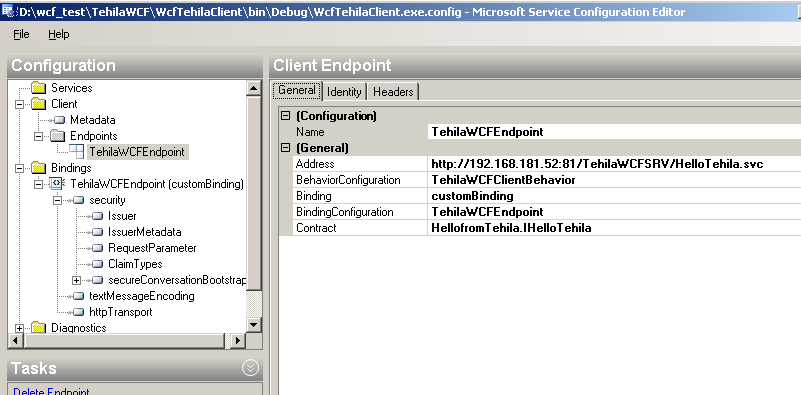 D:\wcf_test\TehilaWCF\WcfTehilaClient\bin\Debug\WcfTehilaClient.exe.config - Microsoft Service Configuration Editor
File Help
Configuration
Services
Client
Metadata
Endpoints
TehilaWCFEndpoint
Bindings
TehilaWCFEndpoint (customBinding)
security
Issuer
IssuerMetadata
RequestParameter
ClaimTypes
secureConversationBootstrap
textMessageEncoding
httpTransport
Diagnostics
Tasks
Delete Endpoint
Client Endpoint
General Identity Headers
(Configuration)
Name TehilaWCFEndpoint
(General)
Address http://192.168.181.52:81/TehilaWCFSRV/HelloTehila.svc
BehaviorConfiguration TehilaWCFClientBehavior
Binding customBinding
BindingConfiguration TehilaWCFEndpoint
Contract HellofromTehila.IHelloTehila